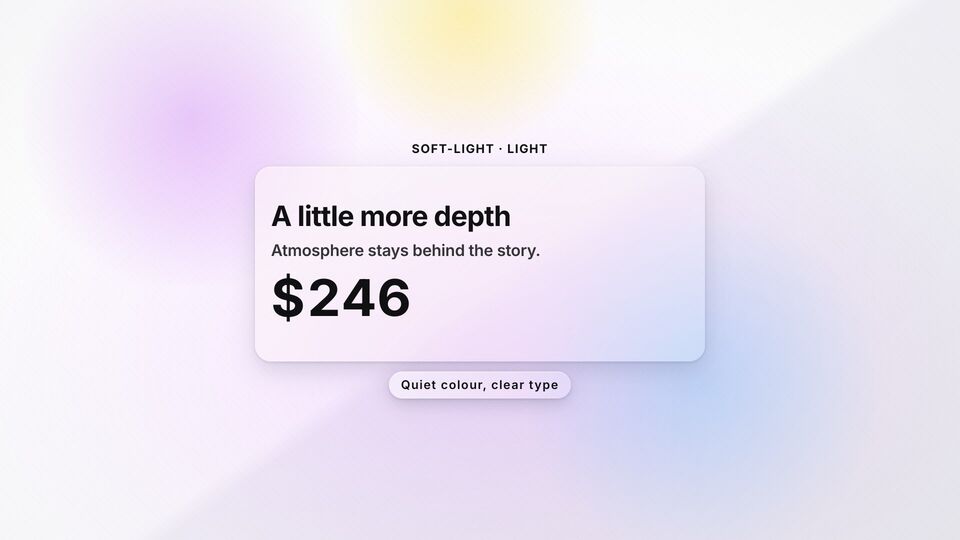 SOFT-LIGHT · LIGHT
A little more depth
Atmosphere stays behind the story.
$246
Quiet colour, clear type